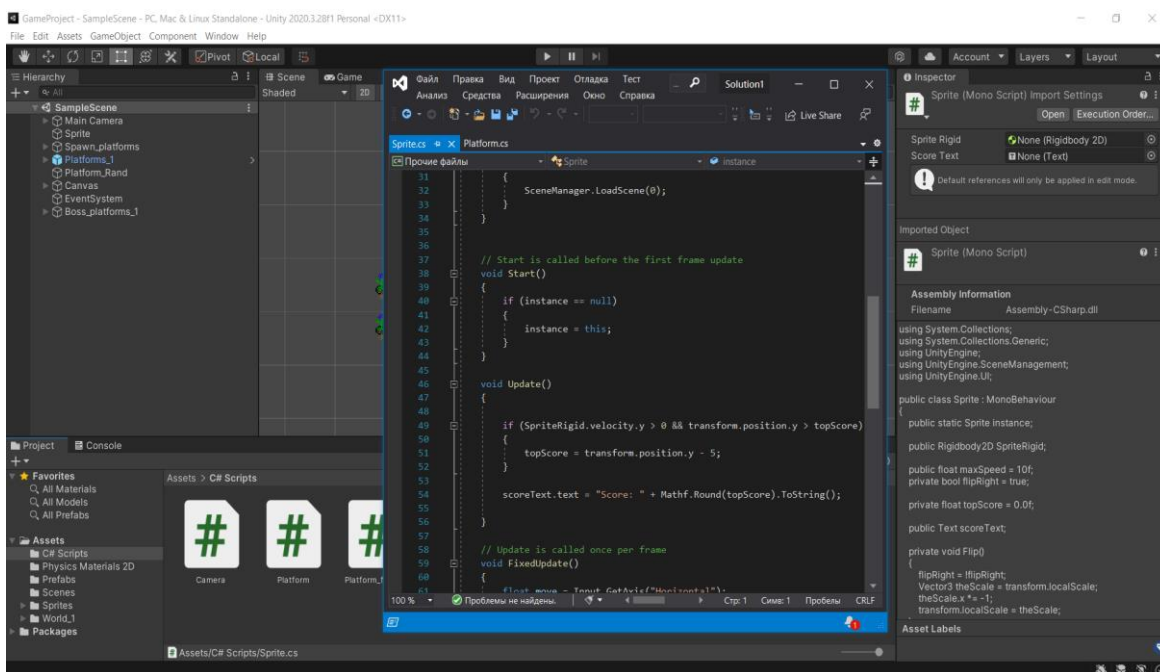 GameProject - SampleScene - PC, Mac & Linux Standalone - Unity 2020.3.28f1 Personal <DX11>
File Edit Assets GameObject Component Window Help
Pivot Local
Account Layers Layout
Hierarchy
All
SampleScene
Main Camera
Sprite
Spawn_platforms
Platforms_1
Platform_Rand
Canvas
EventSystem
Boss_platforms_1
Scene Game
Shaded 2D
Файл Правка Вид Проект Отладка Тест Solution1
Анализ Средства Расширения Окно Справка
Live Share
Sprite.cs Platform.cs
Прочие файлы Sprite instance
31 {
32 SceneManager.LoadScene(0);
33 }
34 }
35
36
37 // Start is called before the first frame update
38 void Start()
39 {
40 if (instance == null)
41 {
42 instance = this;
43 }
44 }
45
46 void Update()
47 {
48
49 if (SpriteRigid.velocity.y > 0 && transform.position.y > topScore)
50 {
51 topScore = transform.position.y - 5;
52 }
53
54 scoreText.text = "Score: " + Mathf.Round(topScore).ToString();
55
56 }
57
58 // Update is called once per frame
59 void FixedUpdate()
60 {
61 float move = Input.GetAxis("Horizontal");
100 % Проблемы не найдены. Стр: 1 Симв: 1 Пробелы CRLF
1
Inspector
Sprite (Mono Script) Import Settings
Open Execution Order...
Sprite Rigid None (Rigidbody 2D)
Score Text None (Text)
Default references will only be applied in edit mode.
Imported Object
Sprite (Mono Script)
Assembly Information
Filename Assembly-CSharp.dll
using System.Collections;
using System.Collections.Generic;
using UnityEngine;
using UnityEngine.SceneManagement;
using UnityEngine.UI;
public class Sprite : MonoBehaviour
{
public static Sprite instance;
public Rigidbody2D SpriteRigid;
public float maxSpeed = 10f;
private bool flipRight = true;
private float topScore = 0.0f;
public Text scoreText;
private void Flip()
{
flipRight = !flipRight;
Vector3 theScale = transform.localScale;
theScale.x *= -1;
transform.localScale = theScale;
Asset Labels
Project Console
Favorites
All Materials
All Models
All Prefabs
Assets
C# Scripts
Physics Materials 2D
Prefabs
Scenes
Sprites
World_1
Packages
Assets > C# Scripts
Camera Platform
Assets/C# Scripts/Sprite.cs